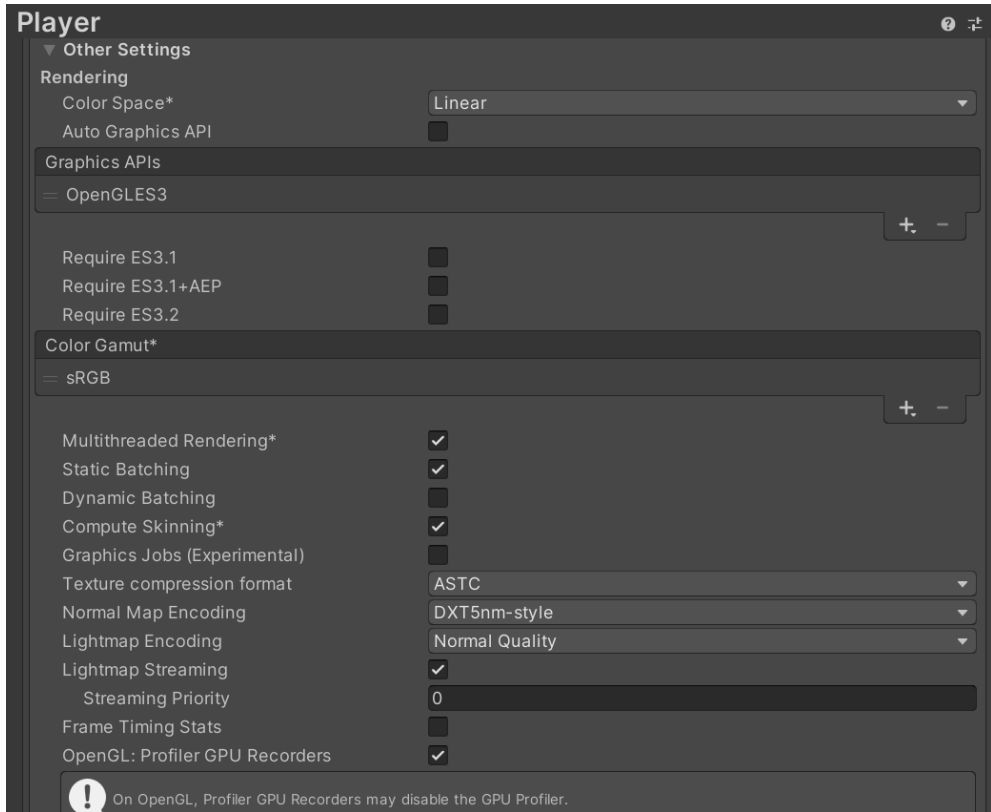 Player
Other Settings
Rendering
Color Space* Linear
Auto Graphics API
Graphics APIs
OpenGLES3
Require ES3.1
Require ES3.1+AEP
Require ES3.2
Color Gamut*
sRGB
Multithreaded Rendering*
Static Batching
Dynamic Batching
Compute Skinning*
Graphics Jobs (Experimental)
Texture compression format ASTC
Normal Map Encoding DXT5nm-style
Lightmap Encoding Normal Quality
Lightmap Streaming
Streaming Priority 0
Frame Timing Stats
OpenGL: Profiler GPU Recorders
On OpenGL, Profiler GPU Recorders may disable the GPU Profiler.